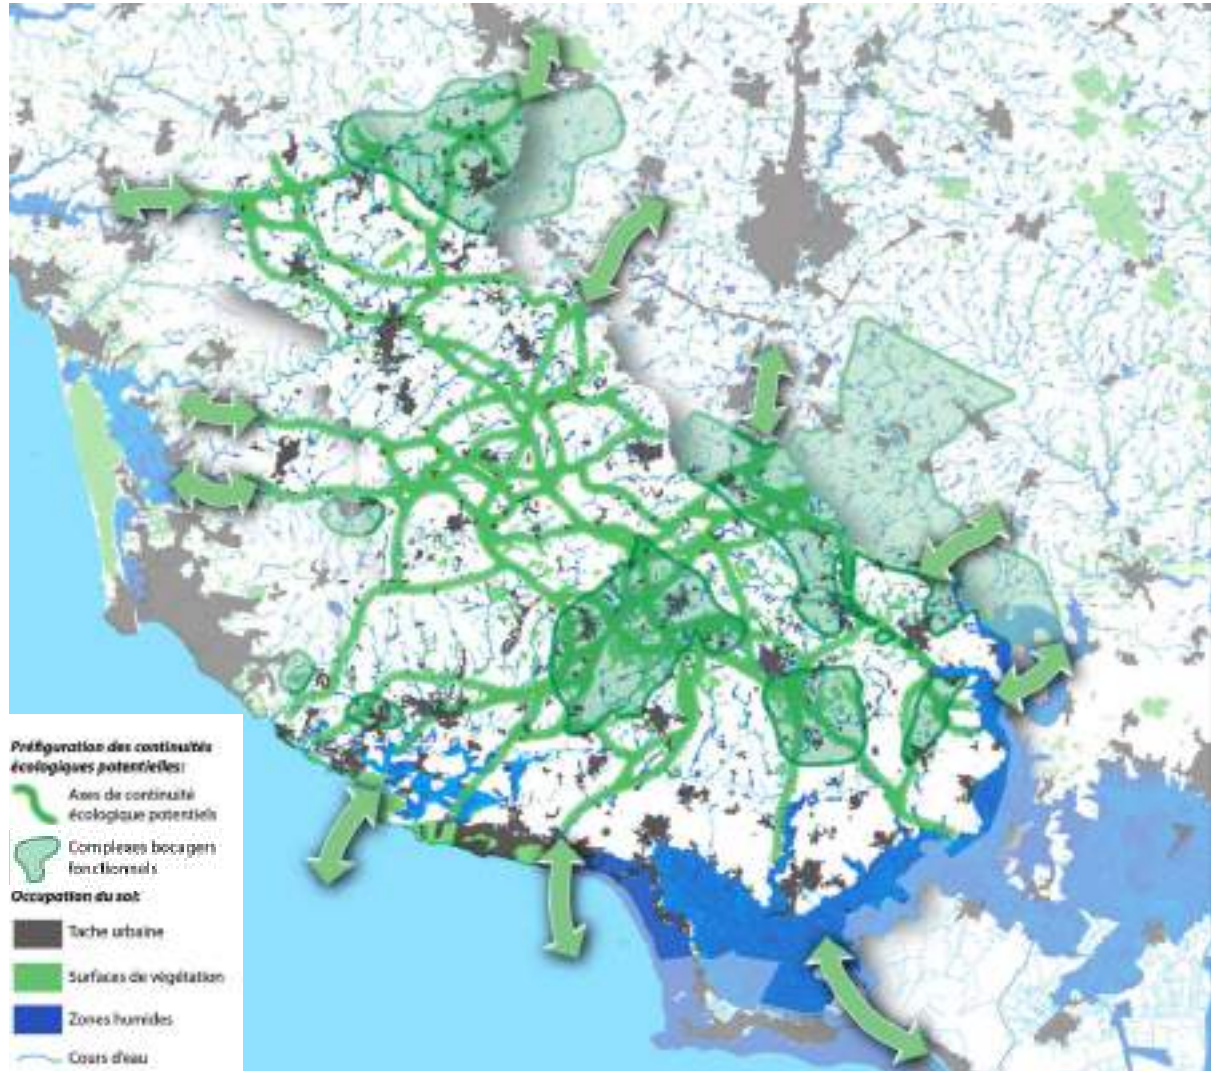 Préfiguration des continuités
écologiques potentielles:
Axes de continuité
écologique potentiels
Complexes bocagers
fonctionnels
Occupation du sol:
Tache urbaine
Surfaces de végétation
Zones humides
Cours d'eau